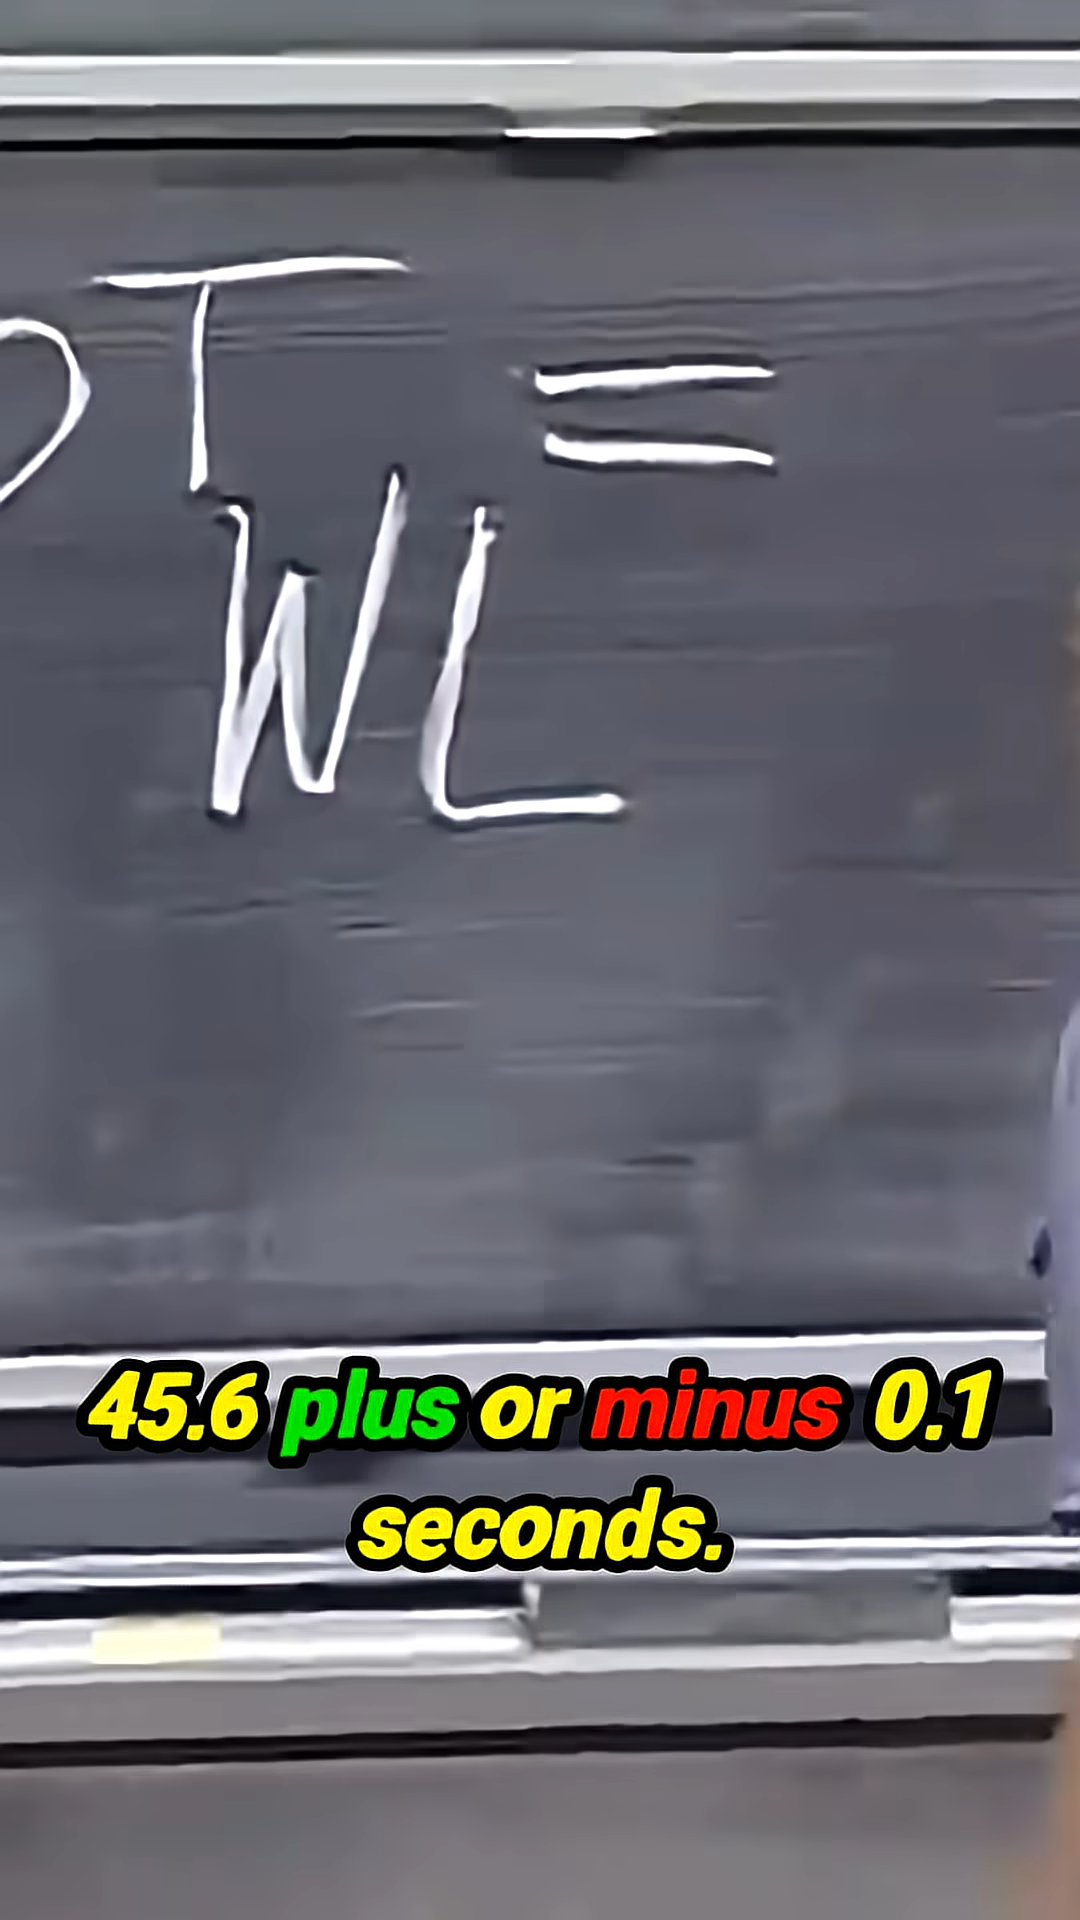 T =
WL
45.6 plus or minus 0.1
seconds.